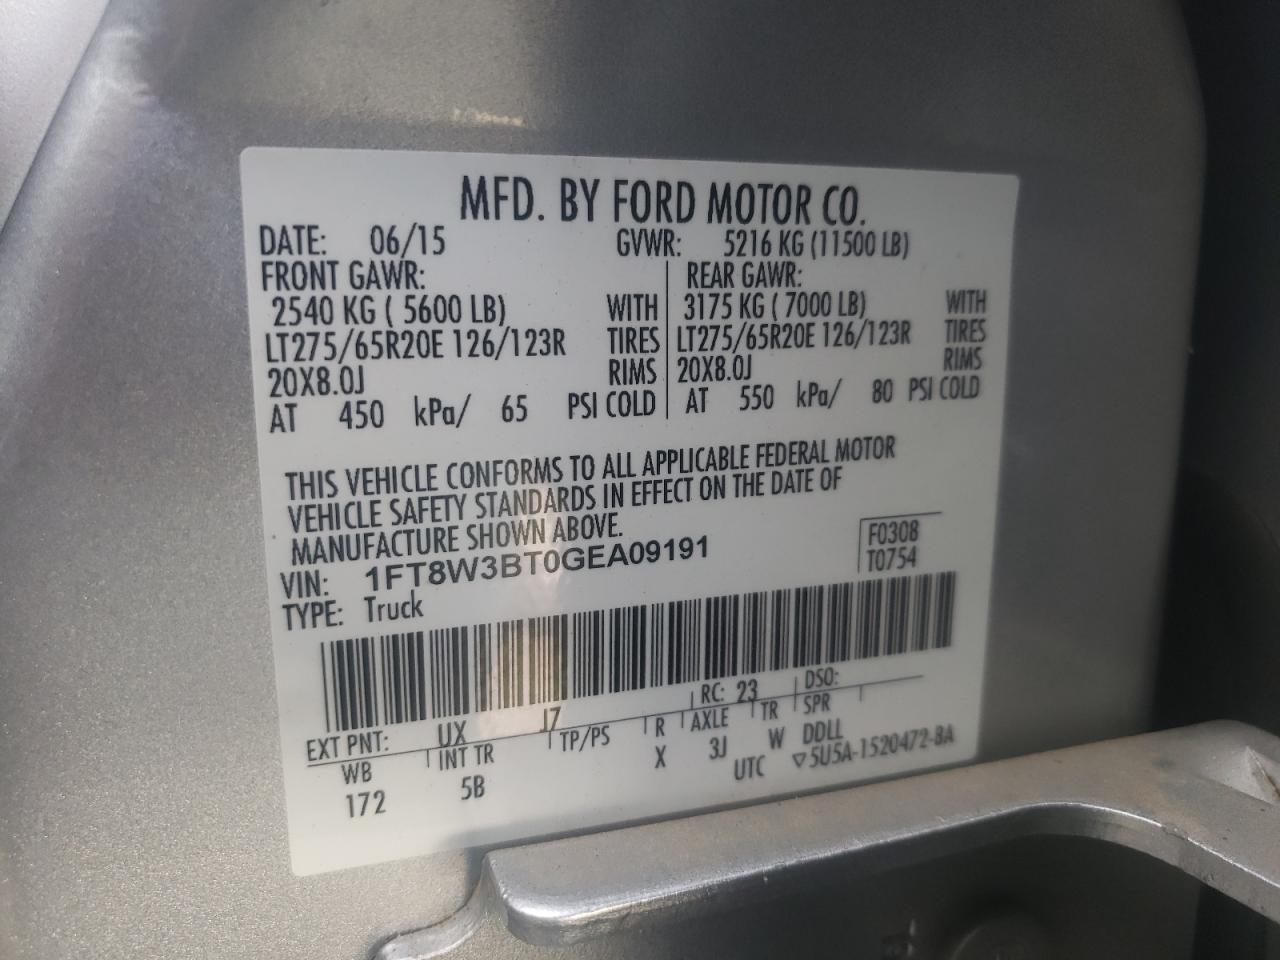 MFD. BY FORD MOTOR CO.
DATE: 06/15 GVWR: 5216 KG (11500 LB)
FRONT GAWR: REAR GAWR:
2540 KG ( 5600 LB) WITH 3175 KG ( 7000 LB) WITH
LT275/65R20E 126/123R TIRES LT275/65R20E 126/123R TIRES
20X8.0J RIMS 20X8.0J RIMS
AT 450 kPa/ 65 PSI COLD AT 550 kPa/ 80 PSI COLD
THIS VEHICLE CONFORMS TO ALL APPLICABLE FEDERAL MOTOR
VEHICLE SAFETY STANDARDS IN EFFECT ON THE DATE OF
MANUFACTURE SHOWN ABOVE.
F0308
VIN: 1FT8W3BT0GEA09191
T0754
TYPE: Truck
EXT PNT: UX J7 RC: 23 DSO:
WB INT TR TP/PS R AXLE TR SPR
172 5B X 3J W DDLL
UTC ▽5U5A-1520472-BA